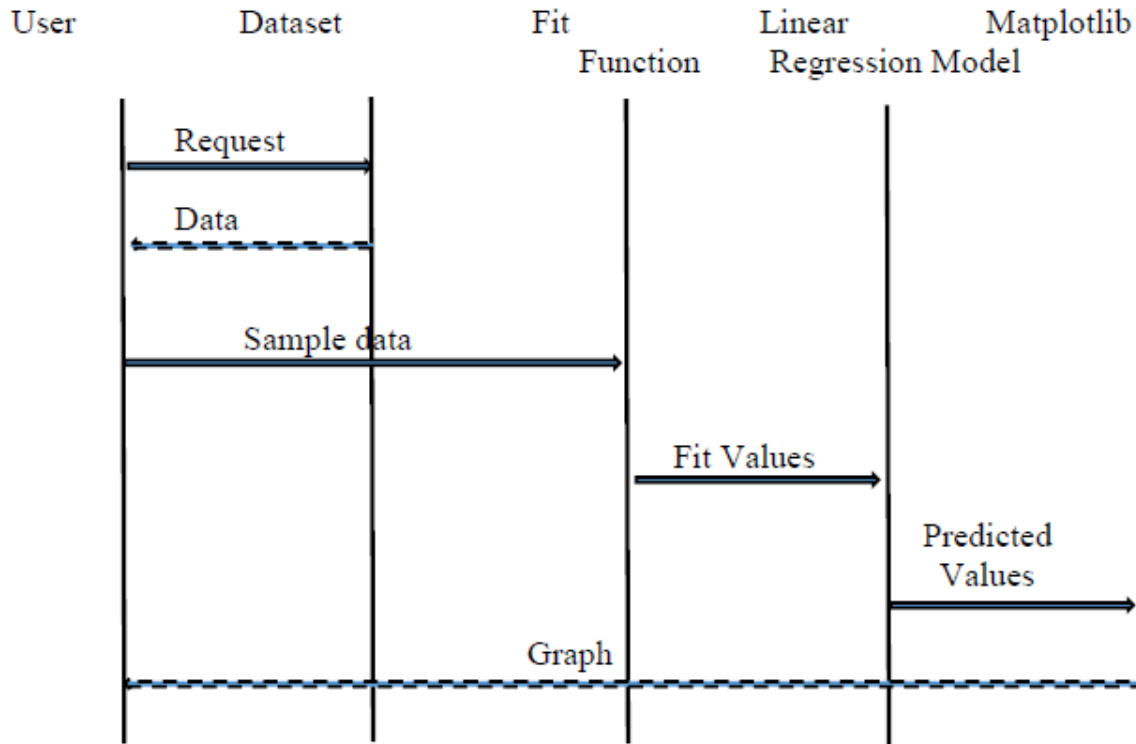 User Dataset Fit Linear Matplotlib
Function Regression Model
Request
Data
Sample data
Fit Values
Predicted
Values
Graph